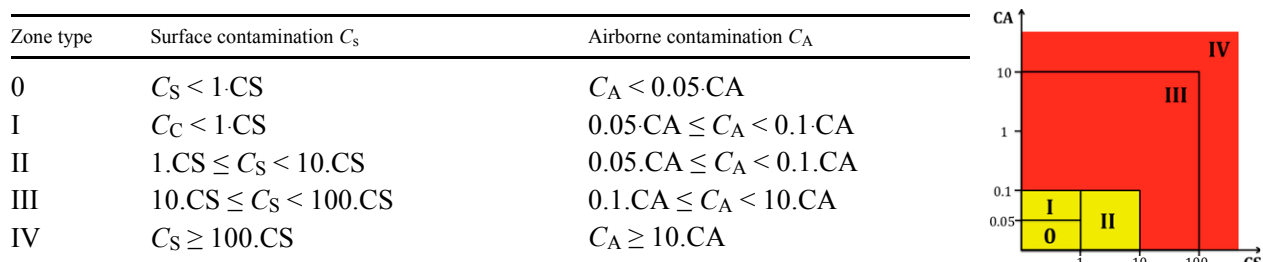 Zone type Surface contamination Cs Airborne contamination CA
0 CS < 1·CS CA < 0.05·CA
I CC < 1·CS 0.05·CA ≤ CA < 0.1·CA
II 1.CS ≤ CS < 10.CS 0.05.CA ≤ CA < 0.1.CA
III 10.CS ≤ CS < 100.CS 0.1.CA ≤ CA < 10.CA
IV CS ≥ 100.CS CA ≥ 10.CA
CA
IV
10
III
1
0.1
I
II
0.05
0
1 10 100 CS